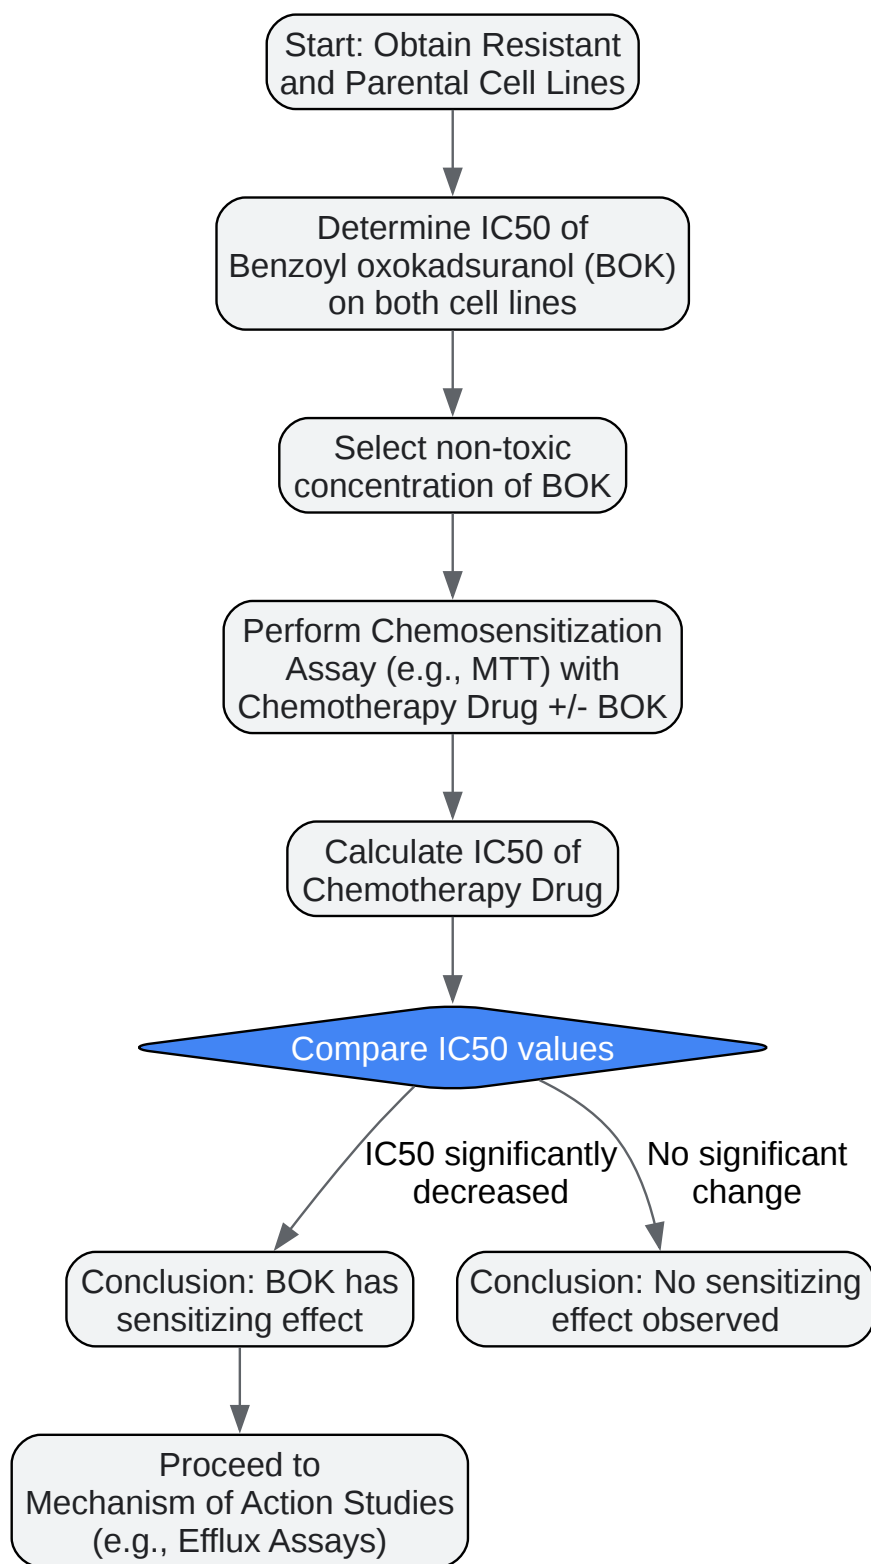 Start: Obtain Resistant
and Parental Cell Lines
Determine IC50 of
Benzoyl oxokadsuranol (BOK)
on both cell lines
Select non-toxic
concentration of BOK
Perform Chemosensitization
Assay (e.g., MTT) with
Chemotherapy Drug +/- BOK
Calculate IC50 of
Chemotherapy Drug
Compare IC50 values
IC50 significantly
decreased
No significant
change
Conclusion: BOK has
sensitizing effect
Conclusion: No sensitizing
effect observed
Proceed to
Mechanism of Action Studies
(e.g., Efflux Assays)